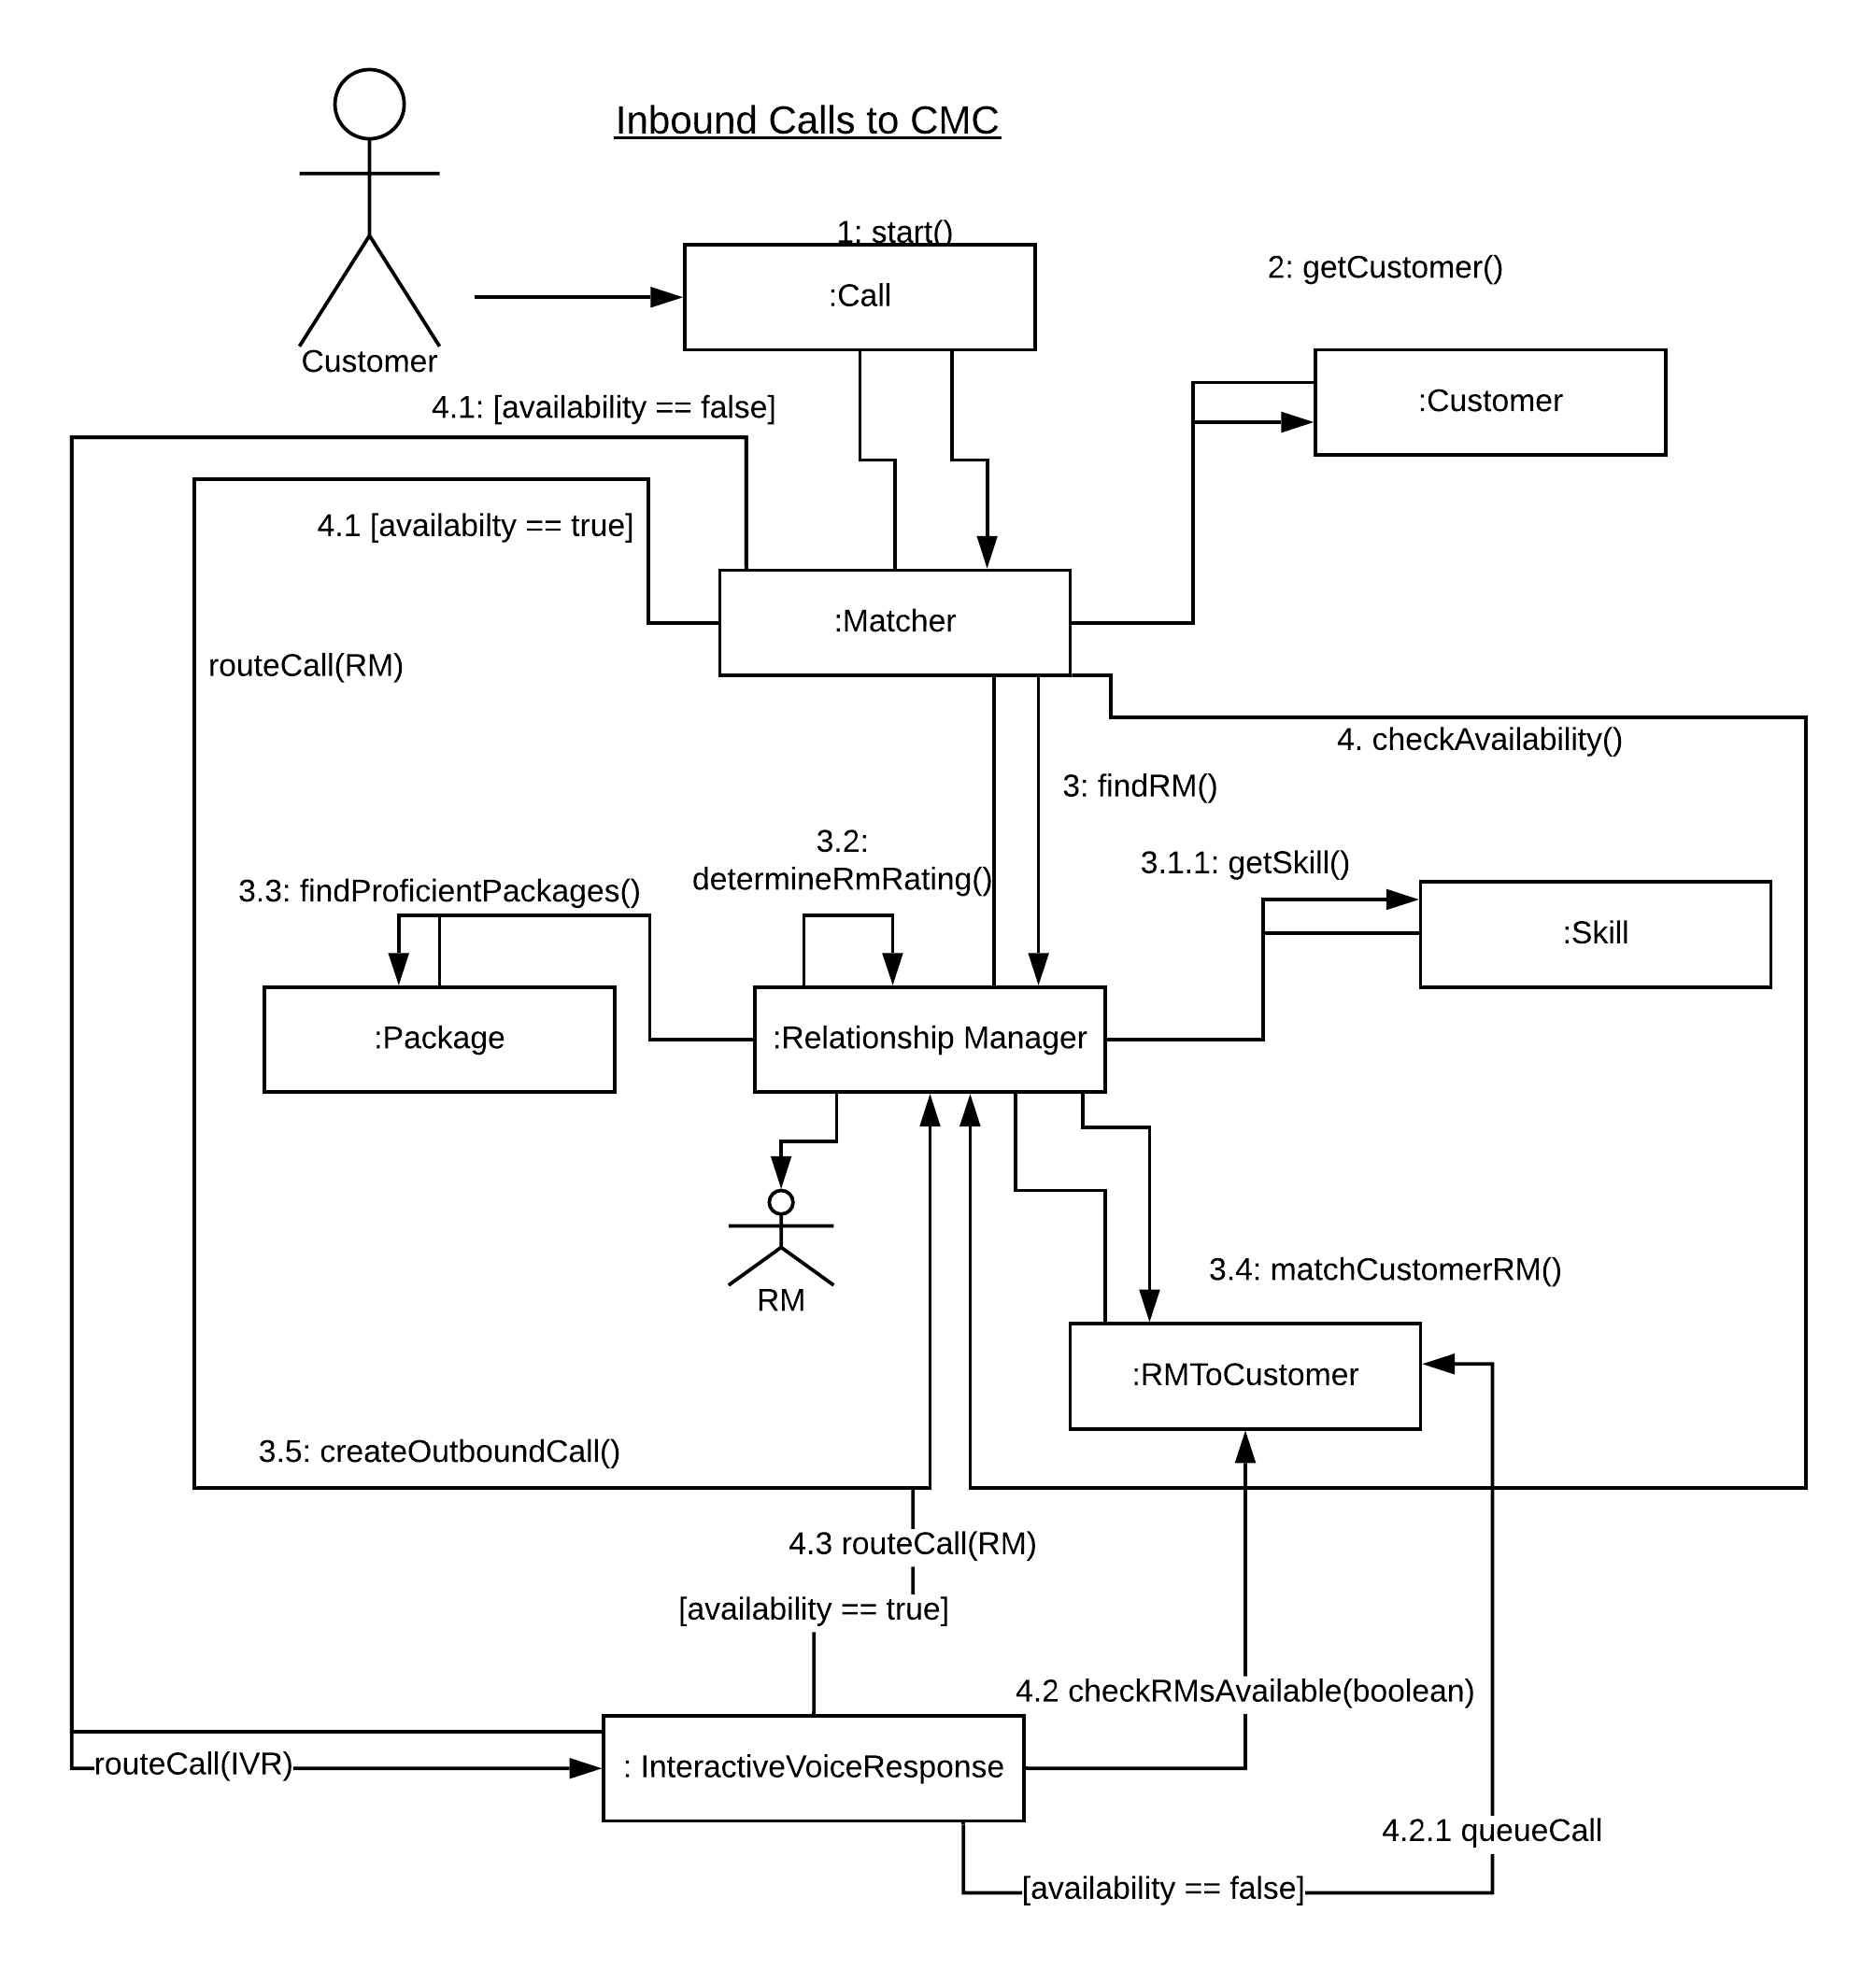 Inbound Calls to CMC
1: start()
:Call
2: getCustomer()
Customer
:Customer
4.1: [availability == false]
4.1 [availabilty == true]
:Matcher
routeCall(RM)
4. checkAvailability()
3: findRM()
3.2:
determineRmRating()
3.1.1: getSkill()
3.3: findProficientPackages()
:Skill
:Package
:Relationship Manager
RM
3.4: matchCustomerRM()
:RMToCustomer
3.5: createOutboundCall()
4.3 routeCall(RM)
[availability == true]
4.2 checkRMsAvailable(boolean)
routeCall(IVR)
: InteractiveVoiceResponse
4.2.1 queueCall
[availability == false]